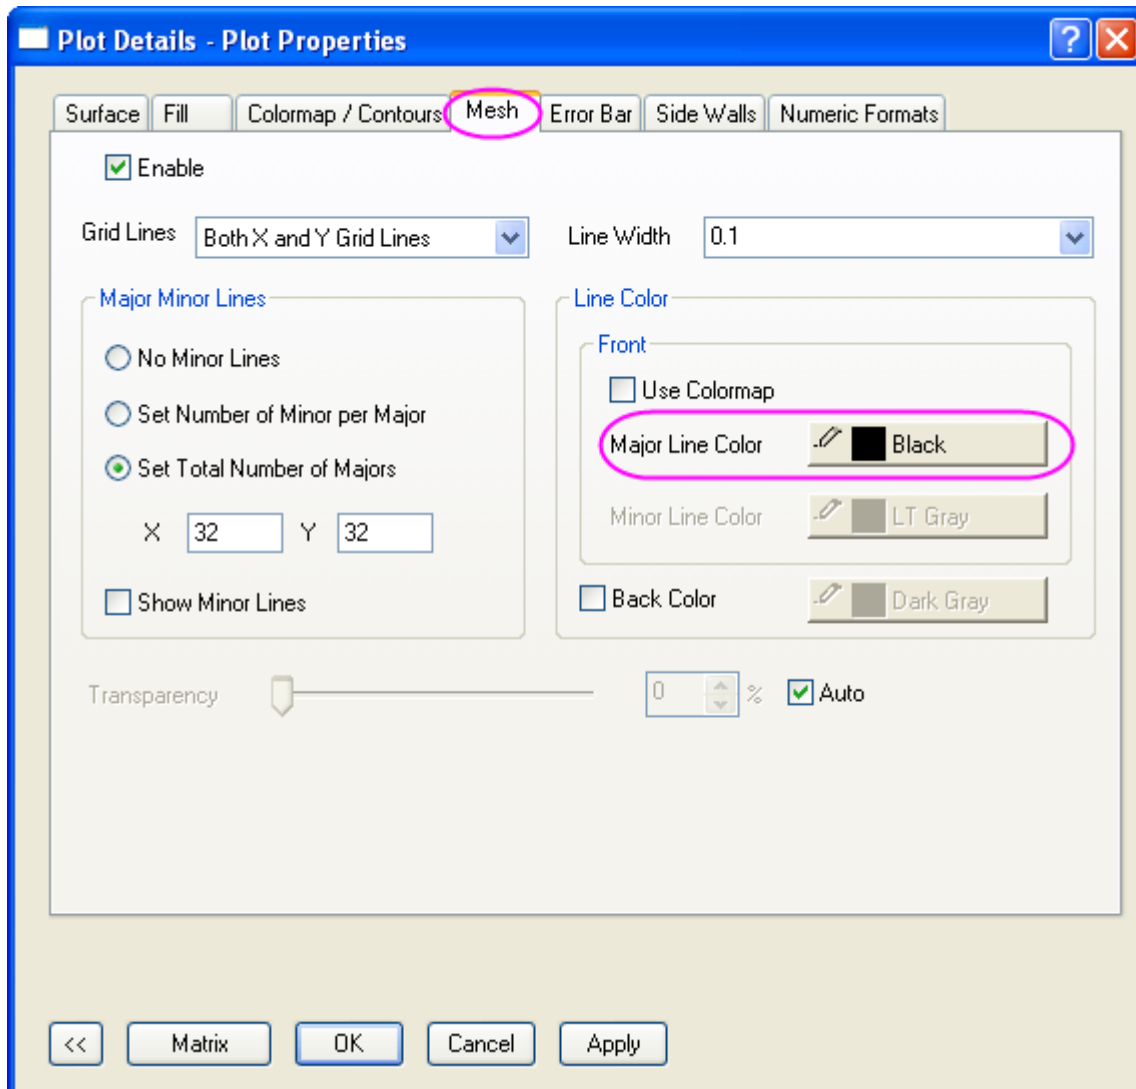 Plot Details - Plot Properties
?
Surface Fill Colormap / Contours Mesh Error Bar Side Walls Numeric Formats
Enable
Grid Lines Both X and Y Grid Lines Line Width 0.1
Major Minor Lines
No Minor Lines
Set Number of Minor per Major
Set Total Number of Majors
X 32 Y 32
Show Minor Lines
Line Color
Front
Use Colormap
Major Line Color Black
Minor Line Color LT Gray
Back Color Dark Gray
Transparency 0 % Auto
<< Matrix OK Cancel Apply